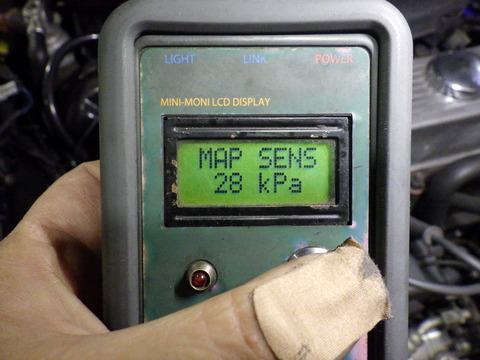 LIGHT LINK POWER
MINI-MONI LCD DISPLAY
MAP SENS
28 kPa